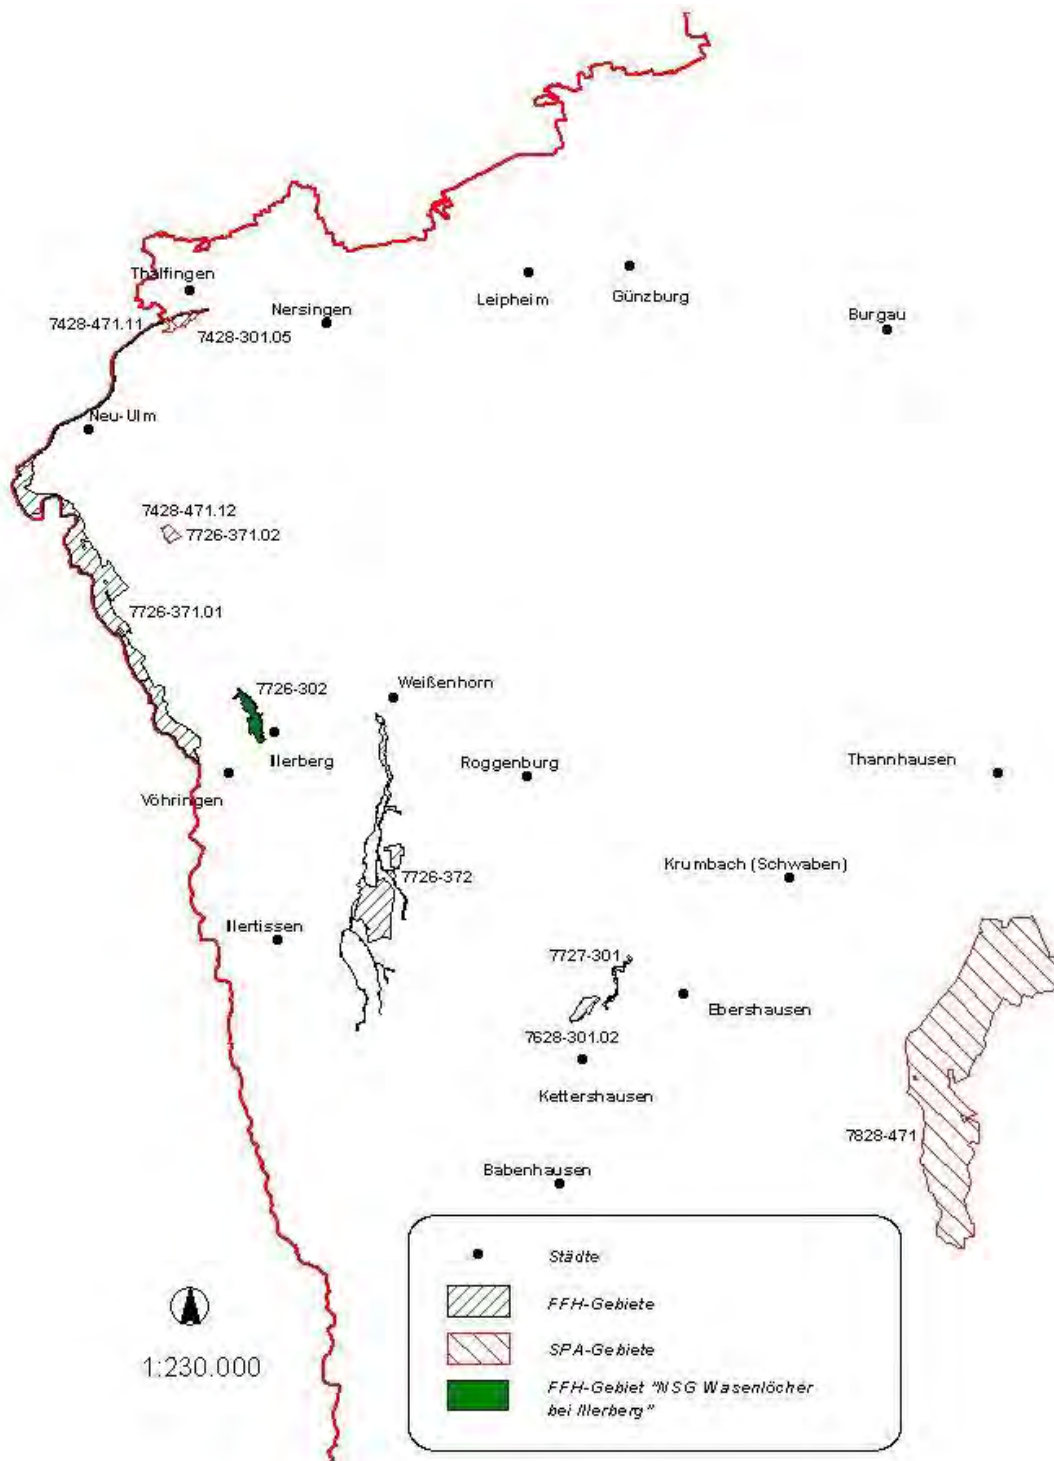 Thalfingen
Leipheim
Günzburg
Nersingen
Burgau
7428-471.11
7428-301.05
Neu-Ulm
7428-471.12
7726-371.02
7726-371.01
7726-302
Weißenhorn
Illerberg
Roggenburg
Thannhausen
Vöhringen
Krumbach (Schwaben)
7726-372
Illertissen
7727-301
Ebershausen
7628-301.02
Kettershausen
7828-471
Babenhausen
Städte
FFH-Gebiete
1:230.000
SPA-Gebiete
FFH-Gebiet "NSG Wasenlöcher
bei Illerberg"